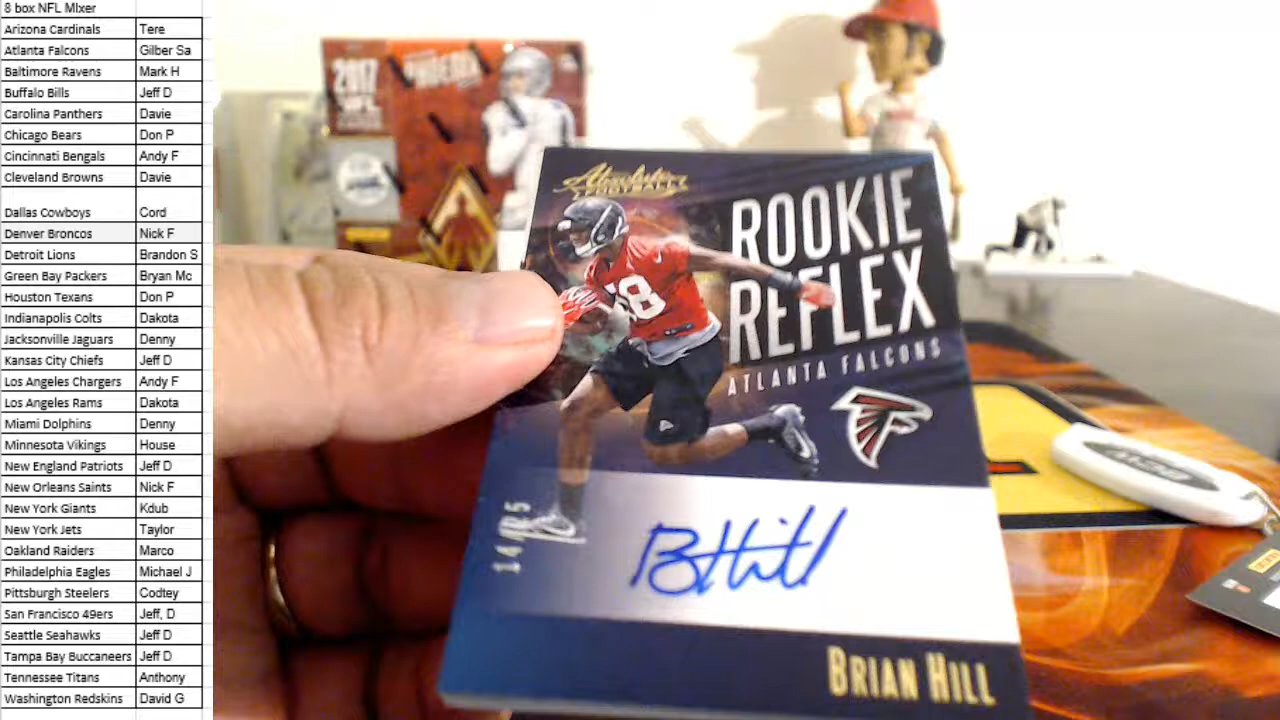 8 box NFL MIxer
Arizona Cardinals Tere
Atlanta Falcons Gilber Sa
Baltimore Ravens Mark H
Buffalo Bills Jeff D
Carolina Panthers Davie
Chicago Bears Don P
Cincinnati Bengals Andy F
Cleveland Browns Davie
Dallas Cowboys Cord
Denver Broncos Nick F
Detroit Lions Brandon S
Green Bay Packers Bryan Mc
Houston Texans Don P
Indianapolis Colts Dakota
Jacksonville Jaguars Denny
Kansas City Chiefs Jeff D
Los Angeles Chargers Andy F
Los Angeles Rams Dakota
Miami Dolphins Denny
Minnesota Vikings House
New England Patriots Jeff D
New Orleans Saints Nick F
New York Giants Kdub
New York Jets Taylor
Oakland Raiders Marco
Philadelphia Eagles Michael J
Pittsburgh Steelers Codtey
San Francisco 49ers Jeff, D
Seattle Seahawks Jeff D
Tampa Bay Buccaneers Jeff D
Tennessee Titans Anthony
Washington Redskins David G
2017
NFL
PHOENIX
Absolute
FOOTBALL
ROOKIE
REFLEX
ATLANTA FALCONS
B Hill
BRIAN HILL